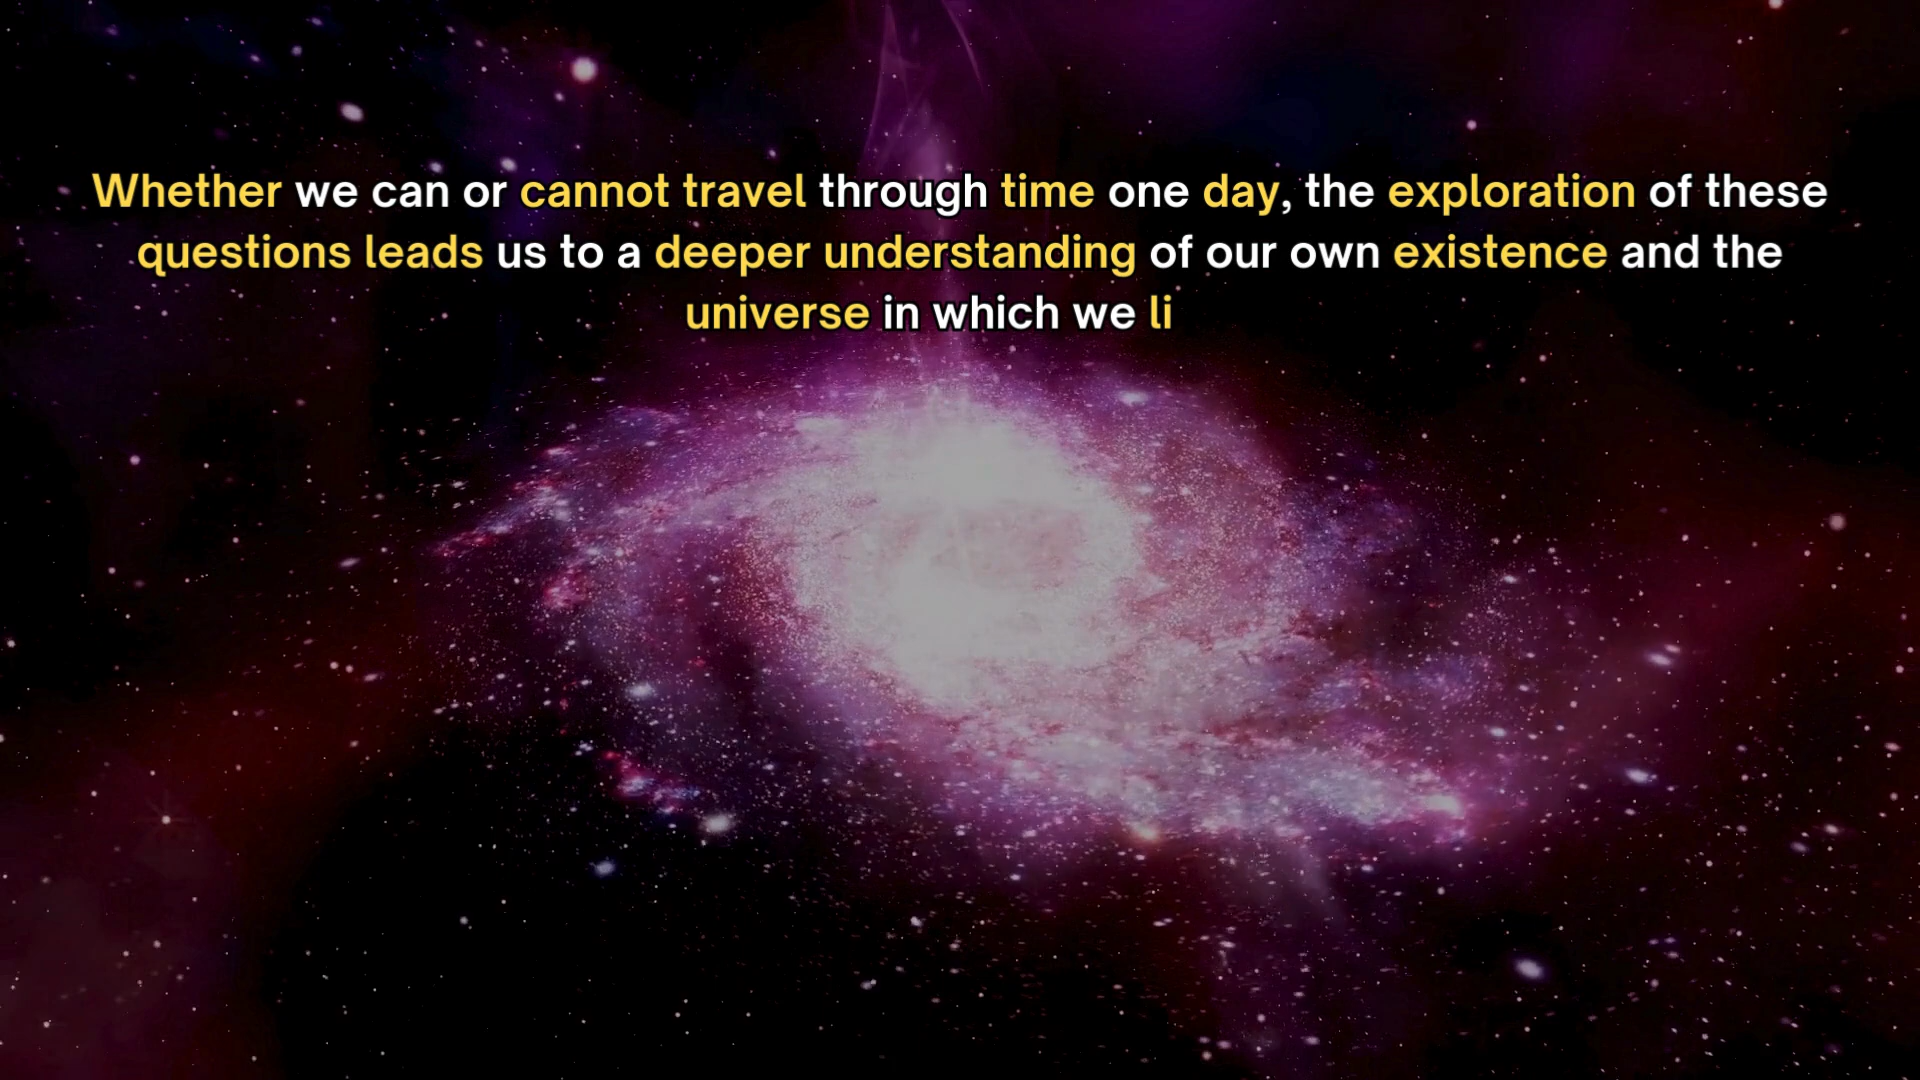 Whether we can or cannot travel through time one day, the exploration of these
questions leads us to a deeper understanding of our own existence and the
universe in which we li